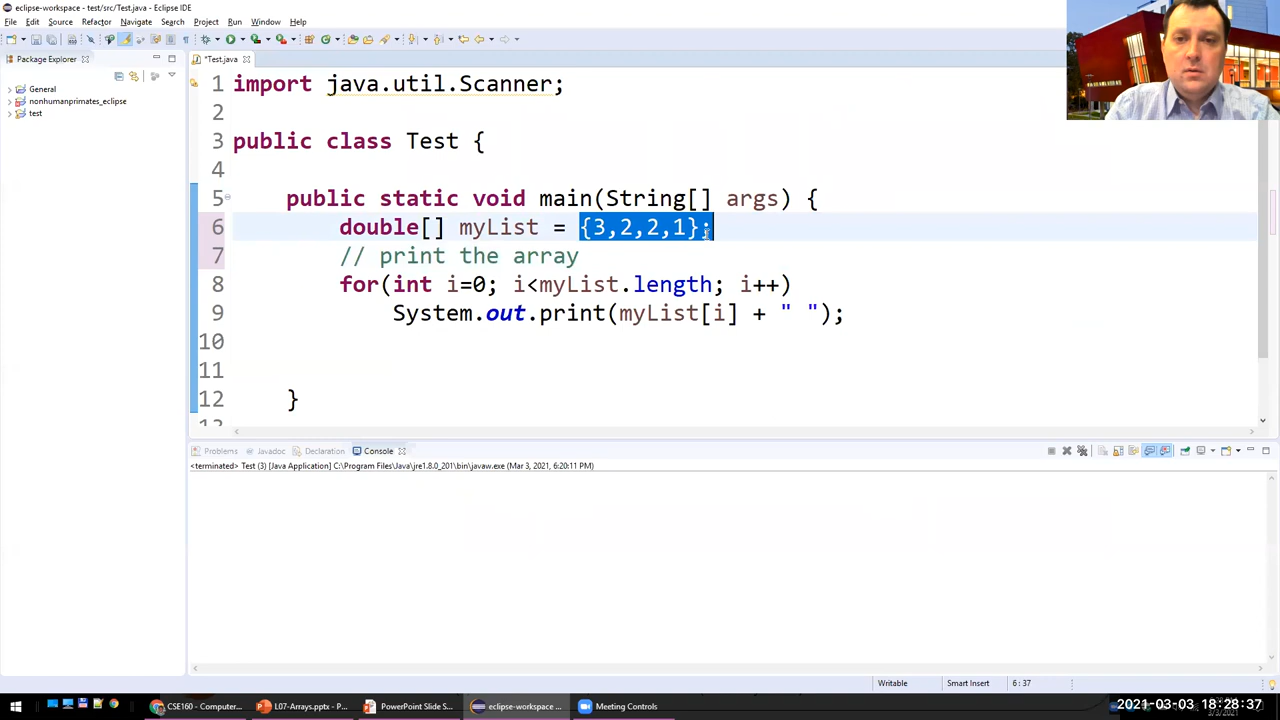 eclipse-workspace - test/src/Test.java - Eclipse IDE
File Edit Source Refactor Navigate Search Project Run Window Help
Package Explorer
*Test.java
General
nonhumanprimates_eclipse
test
1 import java.util.Scanner;
2
3 public class Test {
4
5 public static void main(String[] args) {
6 double[] myList = {3,2,2,1};
7 // print the array
8 for(int i=0; i<myList.length; i++)
9 System.out.print(myList[i] + " ");
10
11
12 }
Problems Javadoc Declaration Console
<terminated> Test (3) [Java Application] C:\Program Files\Java\jre1.8.0_201\bin\javaw.exe (Mar 3, 2021, 6:20:11 PM)
Writable Smart Insert 6 : 37
CSE160 - Computer... L07-Arrays.pptx - P... PowerPoint Slide S... eclipse-workspace ... Meeting Controls
2021-03-03 18:28:37